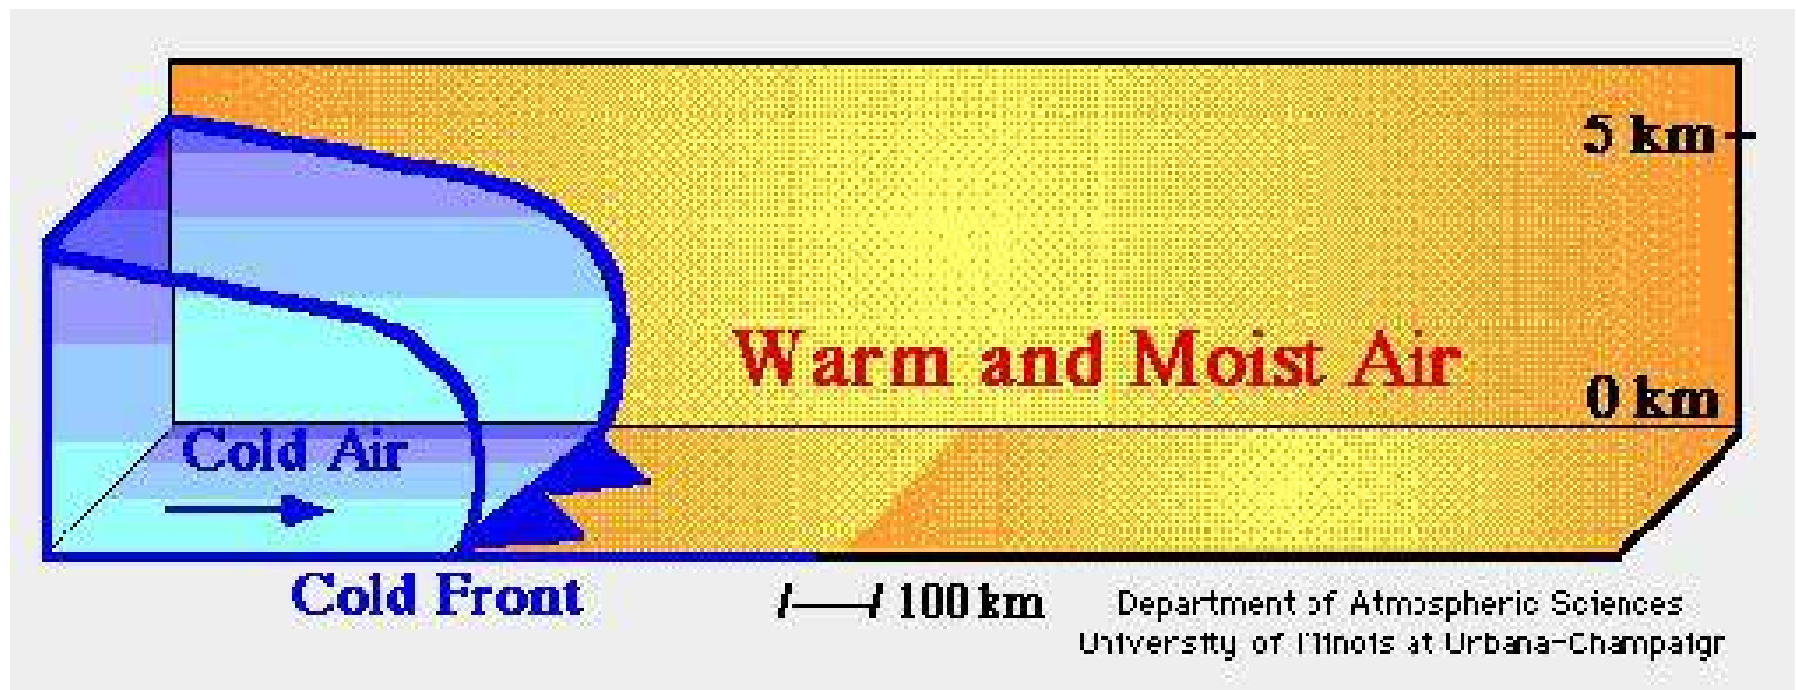 5 km
Warm and Moist Air
0 km
Cold Air
Cold Front
100 km
Department of Atmospheric Sciences
University of Illinois at Urbana-Champaign